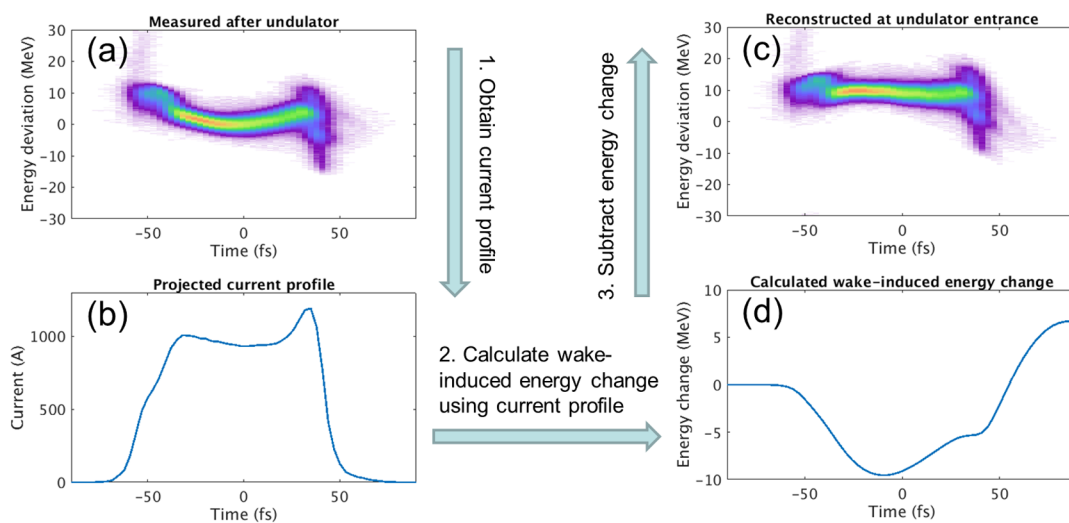 Measured after undulator
(a)
Energy deviation (MeV)
30
20
10
0
−10
−20
−30
−50
0
50
Time (fs)
1. Obtain current
profile
3. Subtract energy
change
Reconstructed at undulator entrance
(c)
Energy deviation (MeV)
30
20
10
0
−10
−20
−30
−50
0
50
Time (fs)
Projected current profile
(b)
Current (A)
1000
500
0
−50
0
50
Time (fs)
2. Calculate wake-
induced energy change
using current profile
Calculated wake−induced energy change
(d)
Energy change (MeV)
10
5
0
−5
−10
−50
0
50
Time (fs)